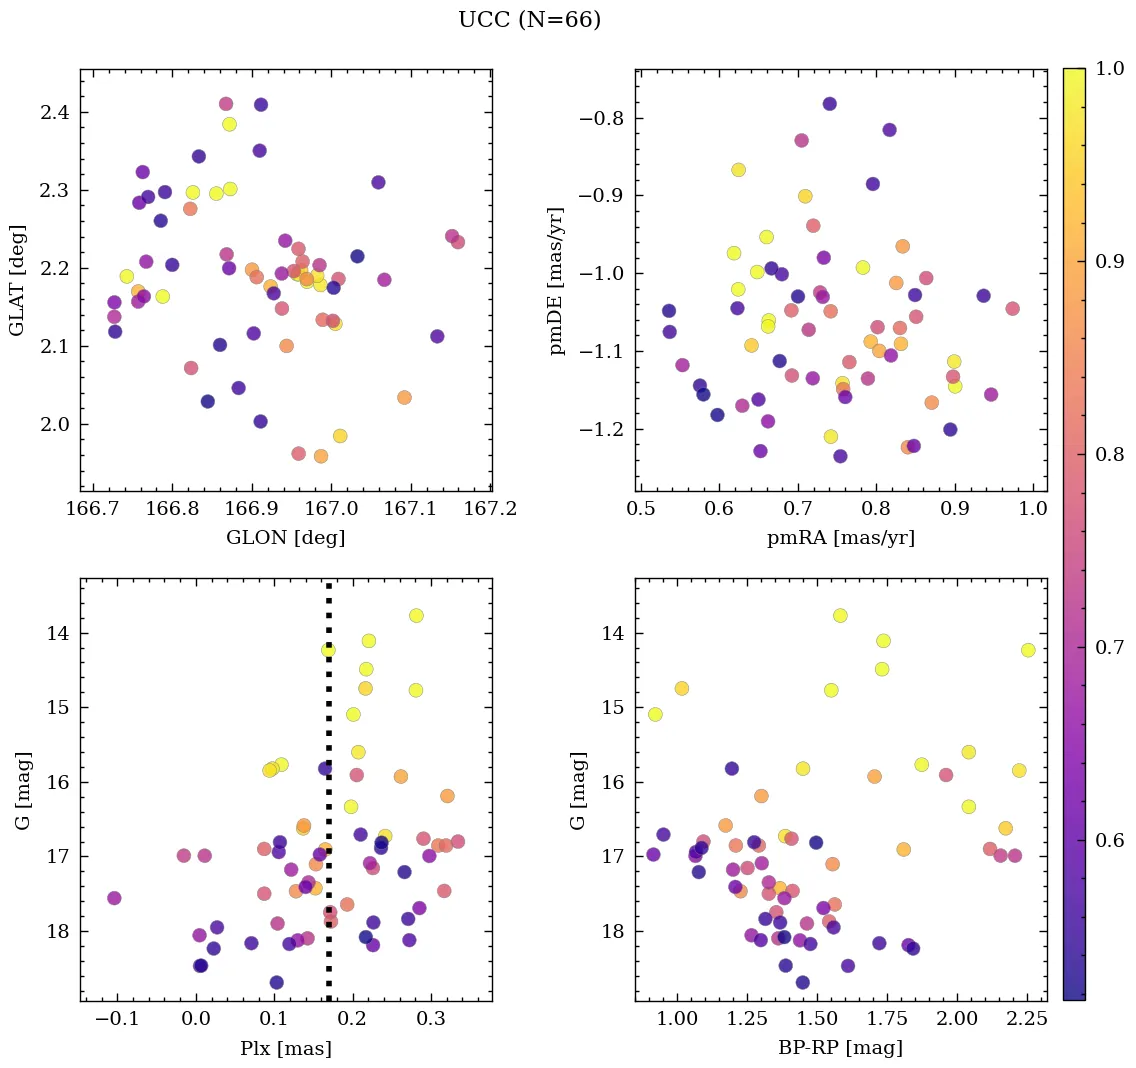 UCC (N=66)
2.4
2.3
2.2
2.1
2.0
GLAT [deg]
166.7 166.8 166.9 167.0 167.1 167.2
GLON [deg]
−0.8
−0.9
−1.0
−1.1
−1.2
pmDE [mas/yr]
0.5 0.6 0.7 0.8 0.9 1.0
pmRA [mas/yr]
14
15
16
17
18
G [mag]
−0.1 0.0 0.1 0.2 0.3
Plx [mas]
14
15
16
17
18
G [mag]
1.00 1.25 1.50 1.75 2.00 2.25
BP-RP [mag]
1.0
0.9
0.8
0.7
0.6